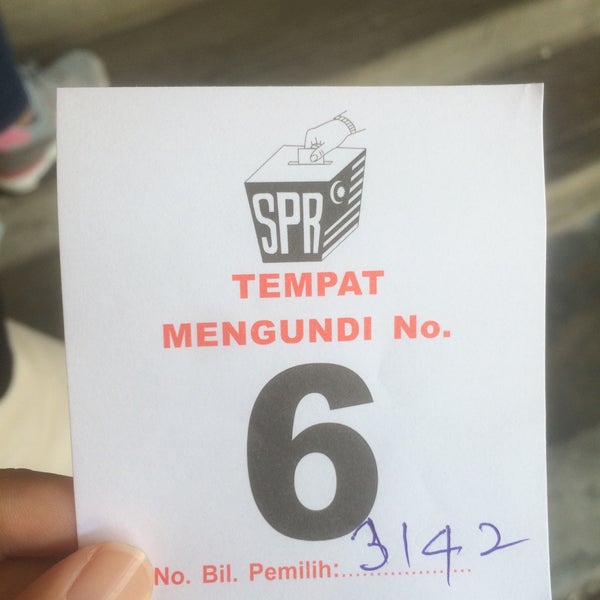 SPR
TEMPAT
MENGUNDI No.
6
No. Bil. Pemilih:.................... 3142